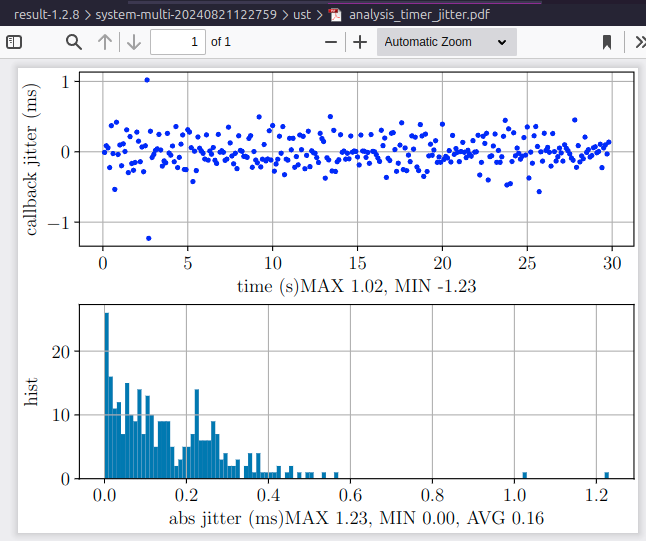 result-1.2.8 > system-multi-20240821122759 > ust > analysis_timer_jitter.pdf
1 of 1 Automatic Zoom
callback jitter (ms)
1
0
−1
0 5 10 15 20 25 30
time (s)MAX 1.02, MIN -1.23
hist
20
10
0
0.0 0.2 0.4 0.6 0.8 1.0 1.2
abs jitter (ms)MAX 1.23, MIN 0.00, AVG 0.16